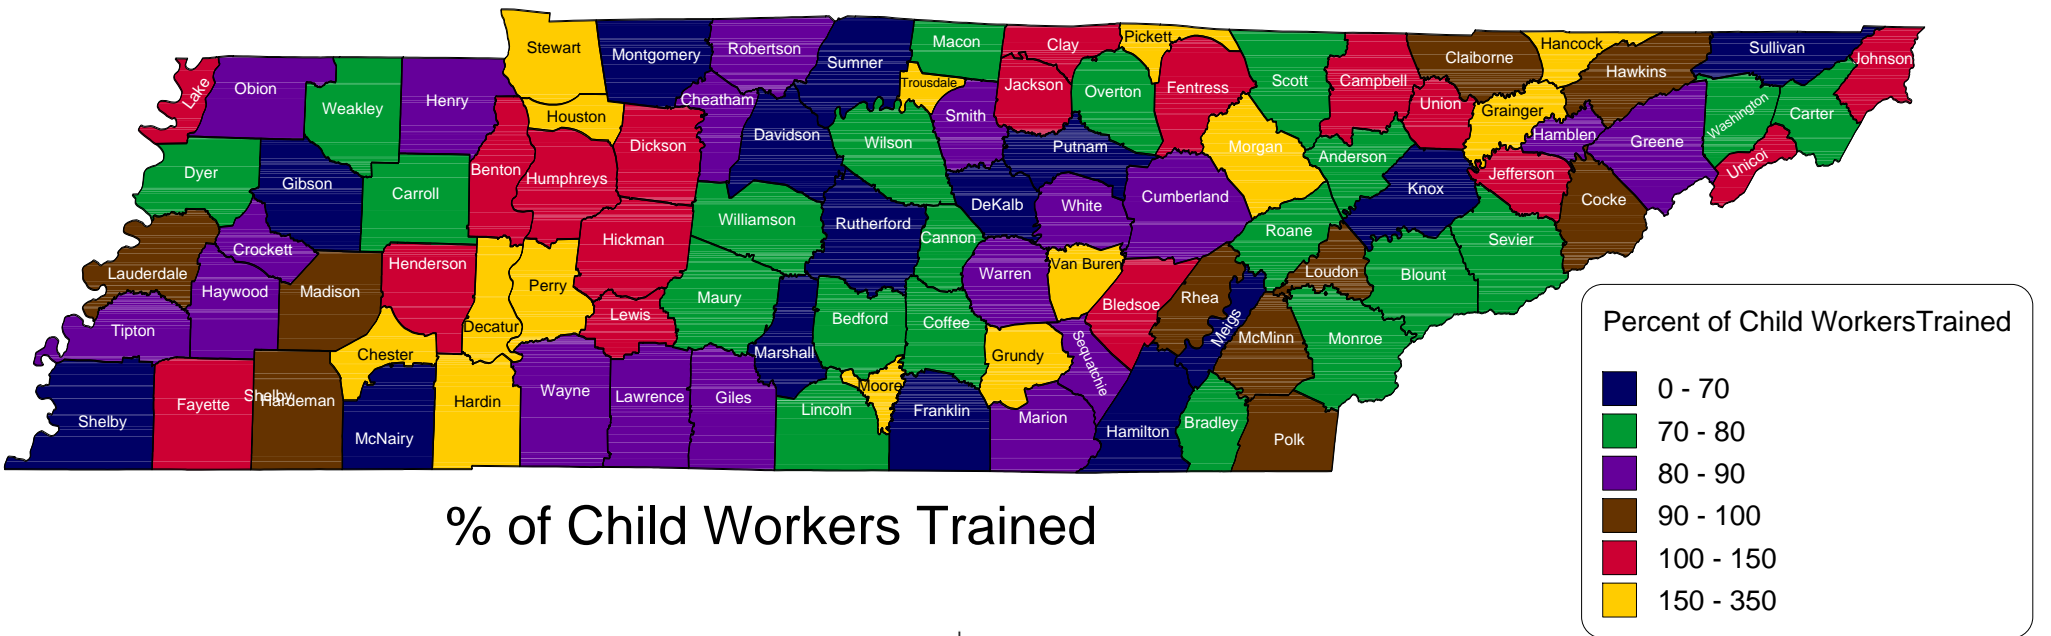 Stewart
Montgomery
Robertson
Sumner
Macon
Clay
Pickett
Claiborne
Hancock
Hawkins
Sullivan
Johnson
Lake
Obion
Weakley
Henry
Houston
Cheatham
Trousdale
Jackson
Overton
Fentress
Scott
Campbell
Union
Grainger
Hamblen
Greene
Washington
Carter
Unicoi
Dyer
Gibson
Carroll
Benton
Humphreys
Dickson
Davidson
Wilson
Smith
Putnam
Morgan
Anderson
Knox
Jefferson
Cocke
Lauderdale
Crockett
Haywood
Madison
Henderson
Decatur
Perry
Hickman
Williamson
Rutherford
Cannon
DeKalb
White
Cumberland
Roane
Loudon
Blount
Sevier
Tipton
Chester
Lewis
Maury
Marshall
Bedford
Coffee
Warren
Van Buren
Bledsoe
Rhea
Meigs
McMinn
Monroe
Shelby
Fayette
Shelby
Hardeman
McNairy
Hardin
Wayne
Lawrence
Giles
Lincoln
Moore
Franklin
Grundy
Sequatchie
Marion
Hamilton
Bradley
Polk
Percent of Child WorkersTrained
0 - 70
70 - 80
80 - 90
90 - 100
100 - 150
150 - 350
% of Child Workers Trained